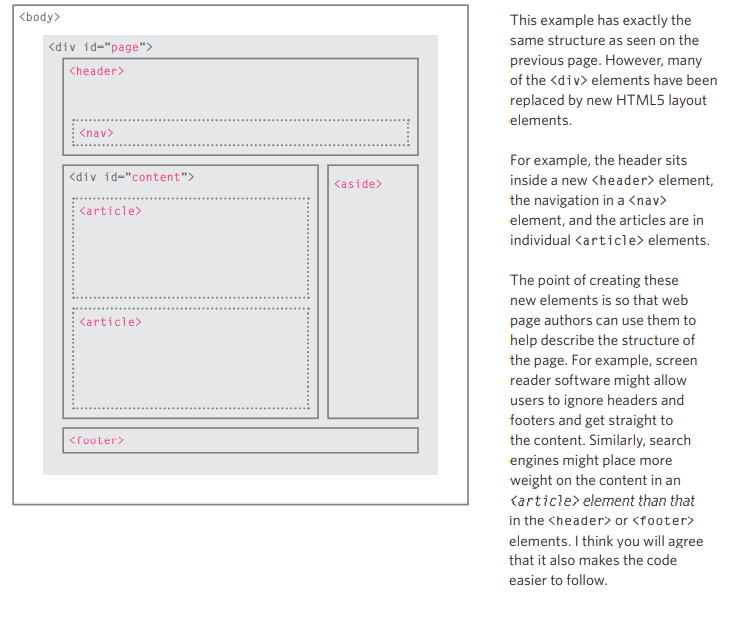 <body>
<div id="page">
<header>
<nav>
<div id="content">
<aside>
<article>
<article>
<footer>
This example has exactly the
same structure as seen on the
previous page. However, many
of the <div> elements have been
replaced by new HTML5 layout
elements.
For example, the header sits
inside a new <header> element,
the navigation in a <nav>
element, and the articles are in
individual <article> elements.
The point of creating these
new elements is so that web
page authors can use them to
help describe the structure of
the page. For example, screen
reader software might allow
users to ignore headers and
footers and get straight to
the content. Similarly, search
engines might place more
weight on the content in an
<article> element than that
in the <header> or <footer>
elements. I think you will agree
that it also makes the code
easier to follow.